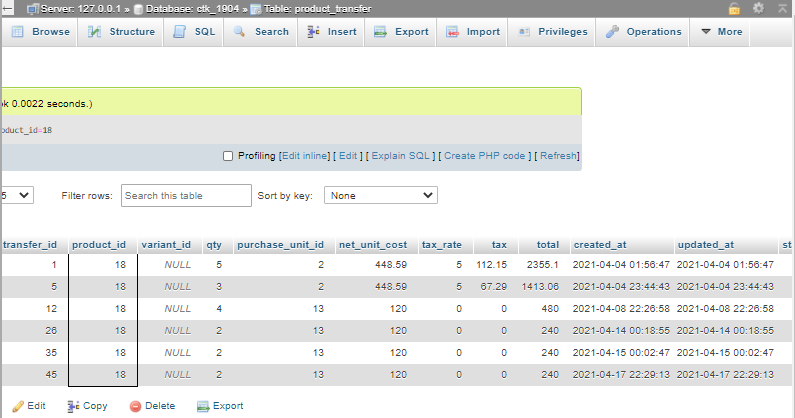 Server: 127.0.0.1 » Database: ctk_1904 » Table: product_transfer
Browse Structure SQL Search Insert Export Import Privileges Operations More
ok 0.0022 seconds.)
oduct_id=18
Profiling [Edit inline] [ Edit ] [ Explain SQL ] [ Create PHP code ] [ Refresh]
5 Filter rows: Search this table Sort by key: None
transfer_id product_id variant_id qty purchase_unit_id net_unit_cost tax_rate tax total created_at updated_at st
1 18 NULL 5 2 448.59 5 112.15 2355.1 2021-04-04 01:56:47 2021-04-04 01:56:47
5 18 NULL 3 2 448.59 5 67.29 1413.06 2021-04-04 23:44:43 2021-04-04 23:44:43
12 18 NULL 4 13 120 0 0 480 2021-04-08 22:26:58 2021-04-08 22:26:58
26 18 NULL 2 13 120 0 0 240 2021-04-14 00:18:55 2021-04-14 00:18:55
35 18 NULL 2 13 120 0 0 240 2021-04-15 00:02:47 2021-04-15 00:02:47
45 18 NULL 2 13 120 0 0 240 2021-04-17 22:29:13 2021-04-17 22:29:13
Edit Copy Delete Export